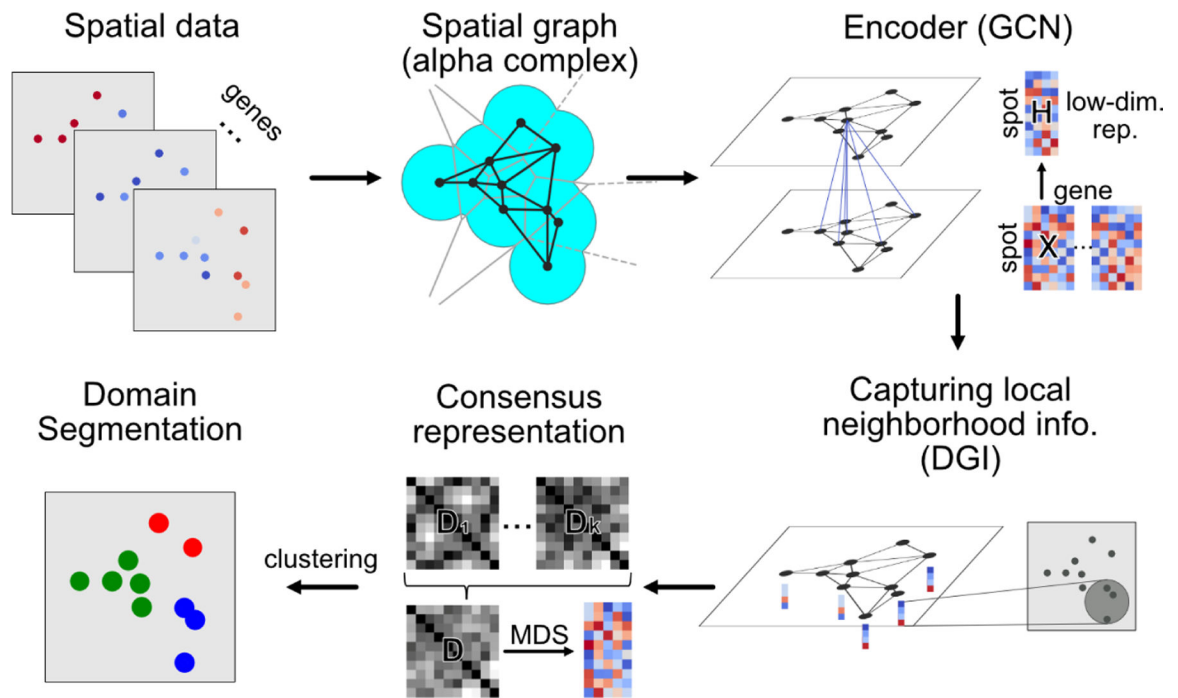 Spatial data
genes
...
Spatial graph
(alpha complex)
Encoder (GCN)
spot
H
low-dim.
rep.
gene
spot
X
...
Capturing local
neighborhood info.
(DGI)
Consensus
representation
D1
...
Dk
D
MDS
clustering
Domain
Segmentation